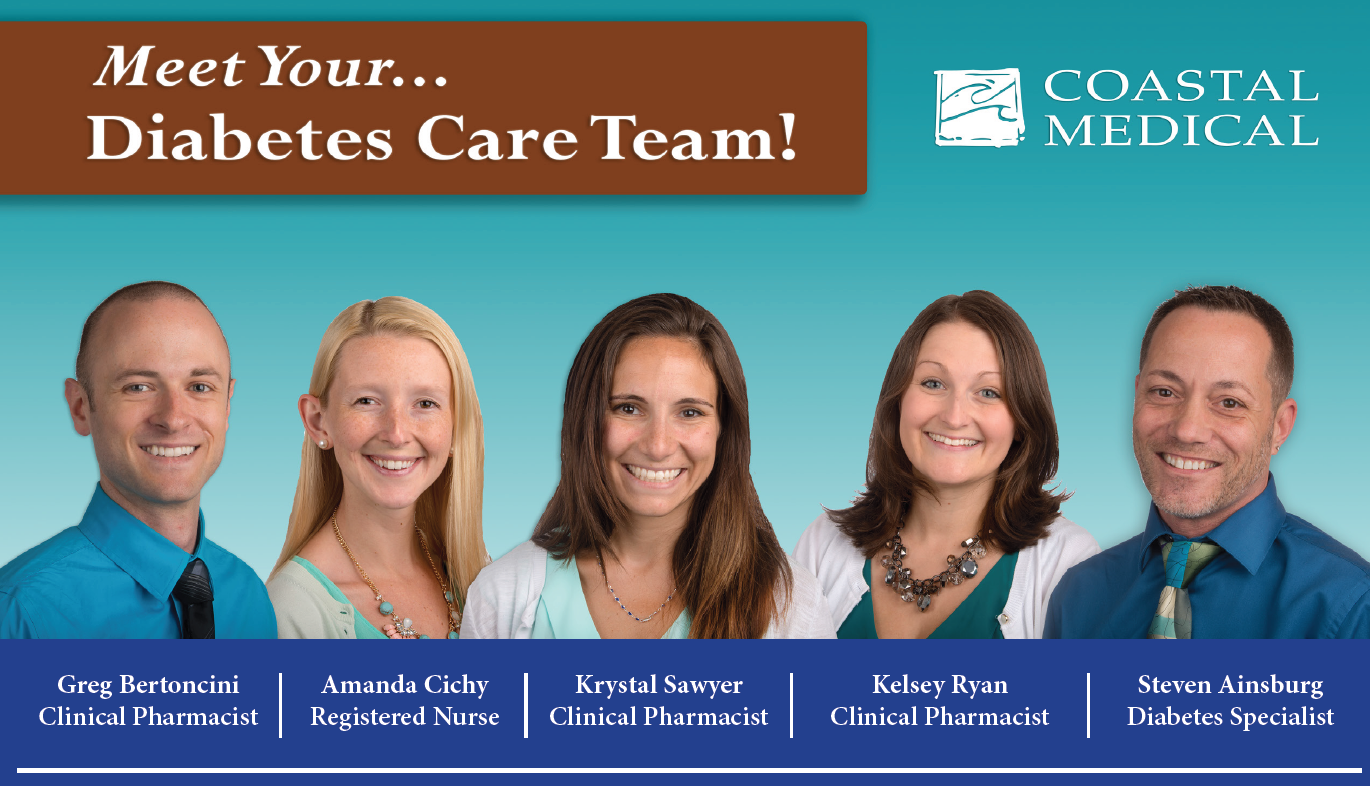 Meet Your...
Diabetes Care Team!
COASTAL
MEDICAL
Greg Bertoncini
Clinical Pharmacist
Amanda Cichy
Registered Nurse
Krystal Sawyer
Clinical Pharmacist
Kelsey Ryan
Clinical Pharmacist
Steven Ainsburg
Diabetes Specialist